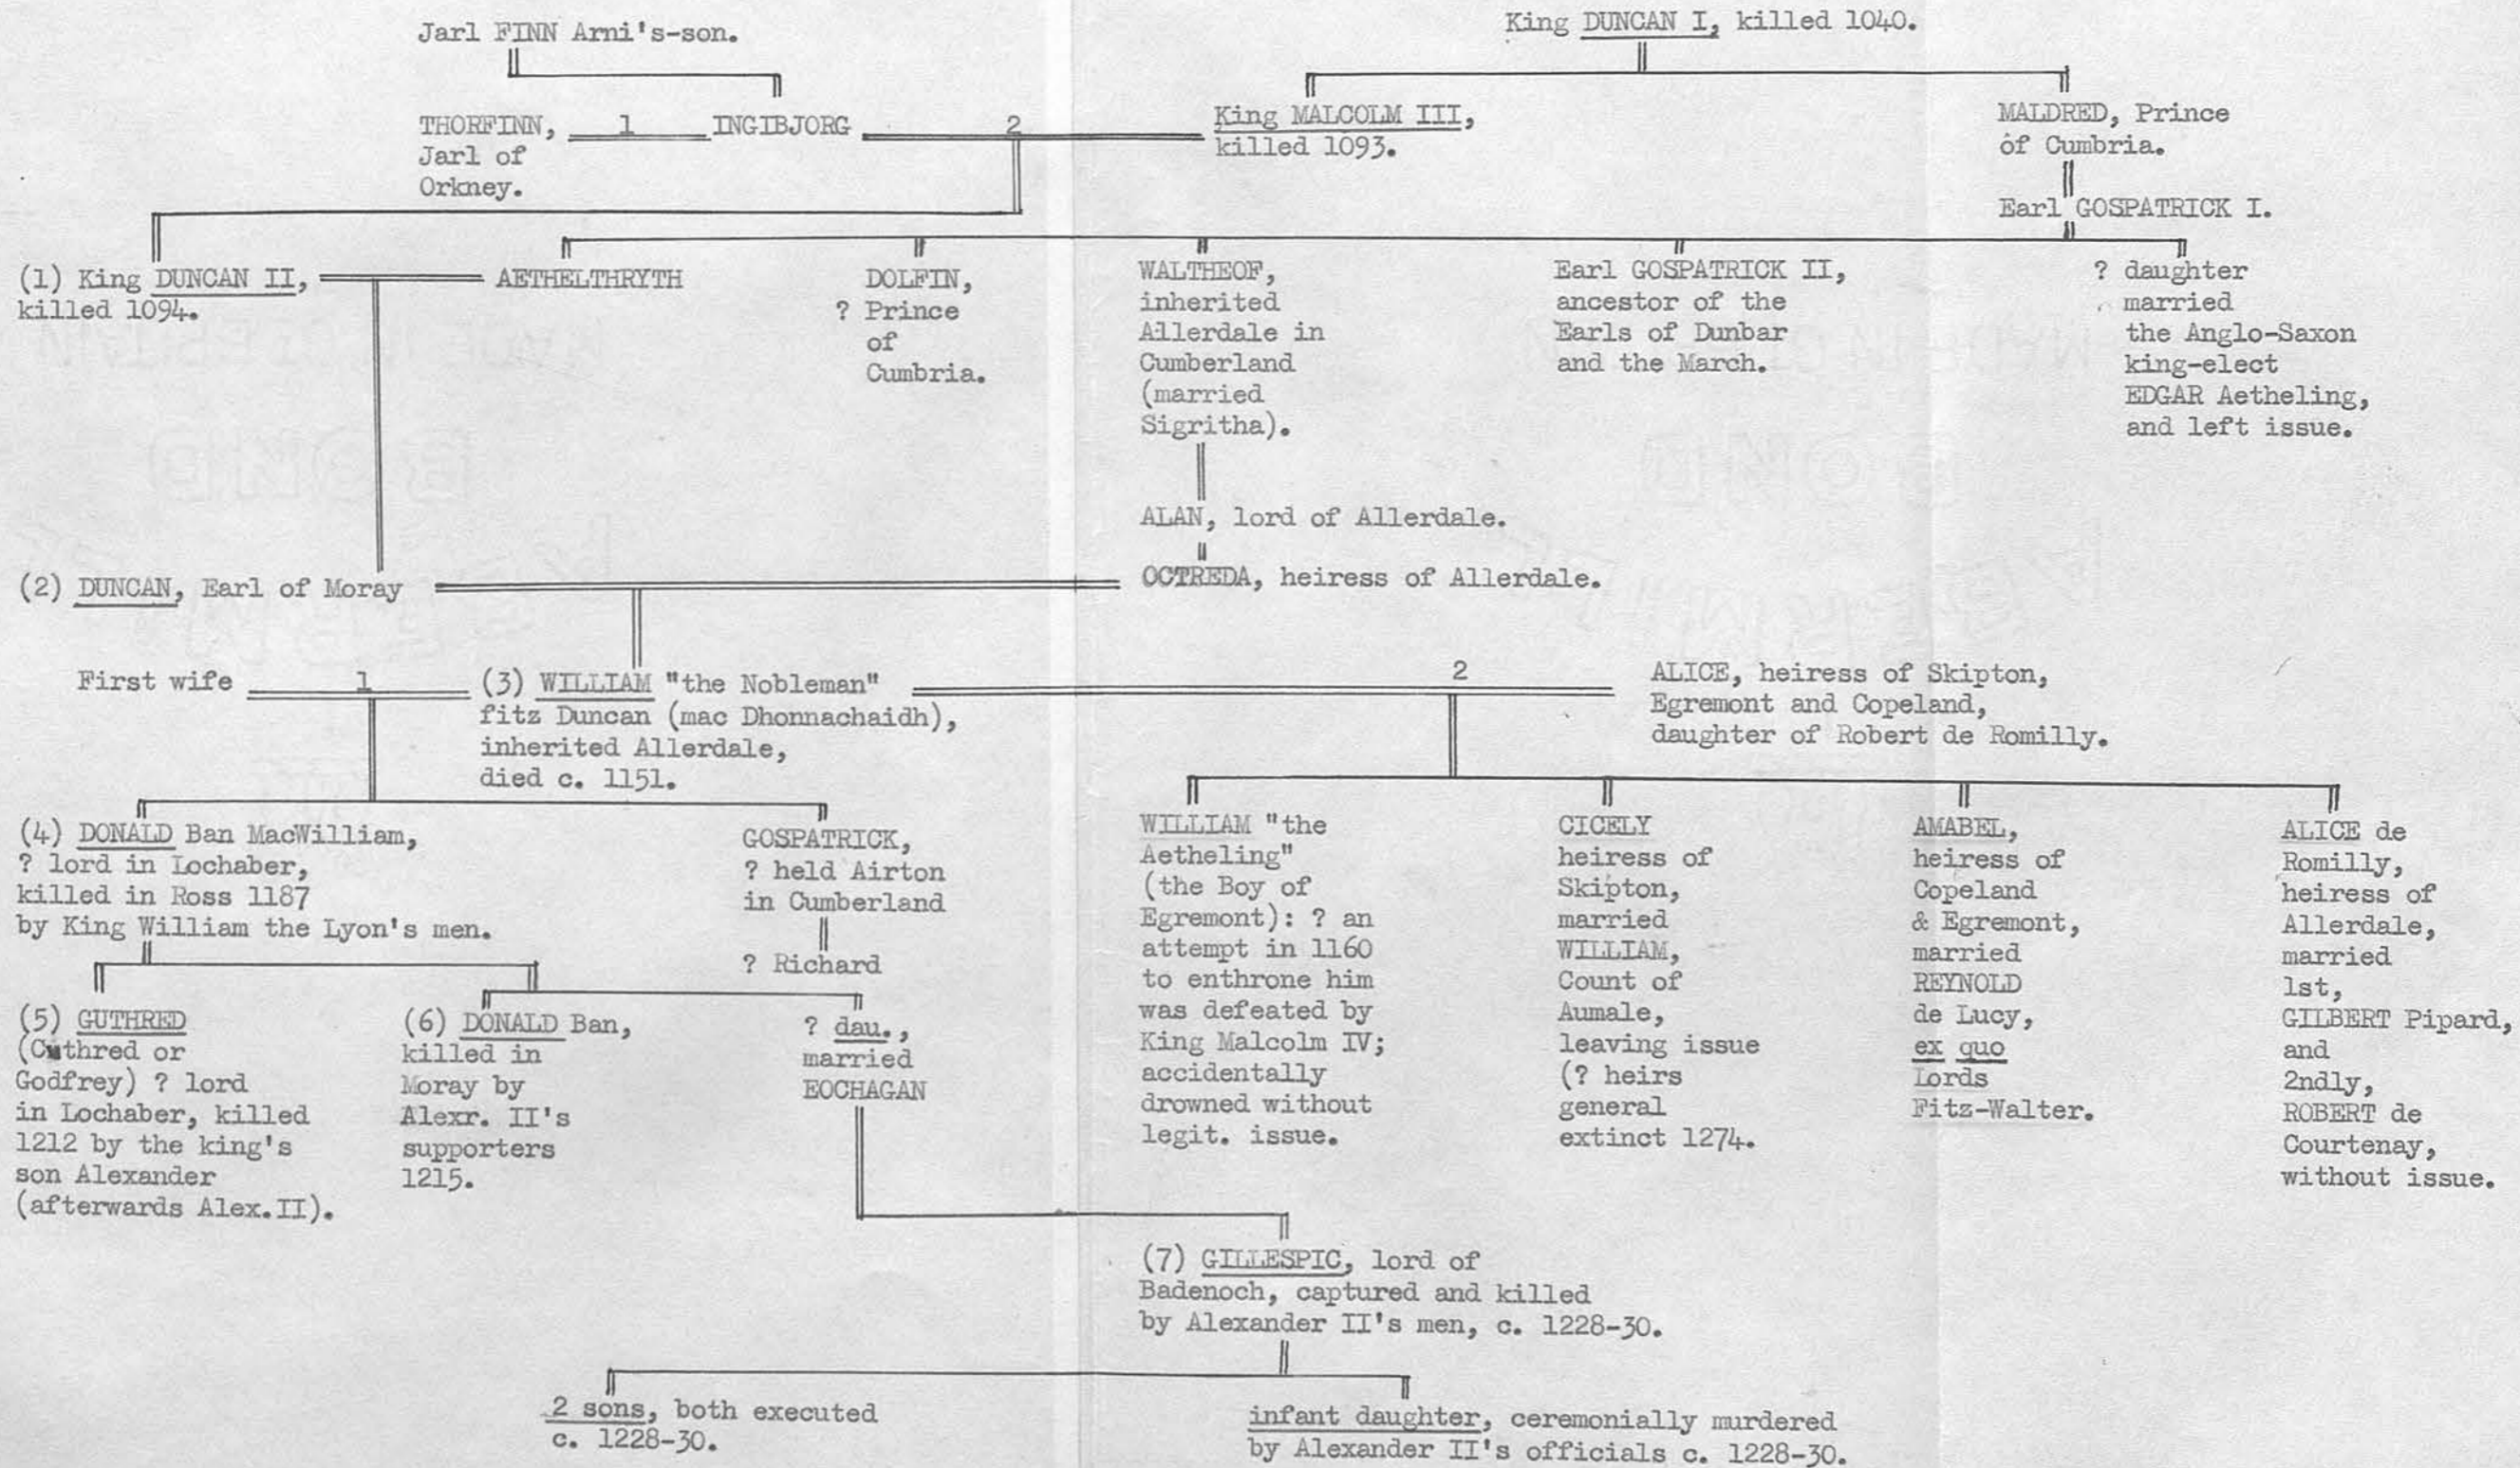 Jarl FINN Arni's-son.
King DUNCAN I, killed 1040.
THORFINN,
Jarl of
Orkney.
1
INGIBJORG
2
King MALCOLM III,
killed 1093.
MALDRED, Prince
of Cumbria.
Earl GOSPATRICK I.
(1) King DUNCAN II,
killed 1094.
AETHELTHRYTH
DOLFIN,
? Prince
of
Cumbria.
WALTHEOF,
inherited
Allerdale in
Cumberland
(married
Sigritha).
Earl GOSPATRICK II,
ancestor of the
Earls of Dunbar
and the March.
? daughter
married
the Anglo-Saxon
king-elect
EDGAR Aetheling,
and left issue.
ALAN, lord of Allerdale.
(2) DUNCAN, Earl of Moray
OCTREDA, heiress of Allerdale.
First wife
1
(3) WILLIAM "the Nobleman"
fitz Duncan (mac Dhonnachaidh),
inherited Allerdale,
died c. 1151.
2
ALICE, heiress of Skipton,
Egremont and Copeland,
daughter of Robert de Romilly.
(4) DONALD Ban MacWilliam,
? lord in Lochaber,
killed in Ross 1187
by King William the Lyon's men.
GOSPATRICK,
? held Airton
in Cumberland
? Richard
WILLIAM "the
Aetheling"
(the Boy of
Egremont): ? an
attempt in 1160
to enthrone him
was defeated by
King Malcolm IV;
accidentally
drowned without
legit. issue.
CICELY
heiress of
Skipton,
married
WILLIAM,
Count of
Aumale,
leaving issue
(? heirs
general
extinct 1274.
AMABEL,
heiress of
Copeland
& Egremont,
married
REYNOLD
de Lucy,
ex quo
Lords
Fitz-Walter.
ALICE de
Romilly,
heiress of
Allerdale,
married
1st,
GILBERT Pipard,
and
2ndly,
ROBERT de
Courtenay,
without issue.
(5) GUTHRED
(Cuthred or
Godfrey) ? lord
in Lochaber, killed
1212 by the king's
son Alexander
(afterwards Alex.II).
(6) DONALD Ban,
killed in
Moray by
Alexr. II's
supporters
1215.
? dau.,
married
EOCHAGAN
(7) GILLESPIC, lord of
Badenoch, captured and killed
by Alexander II's men, c. 1228-30.
2 sons, both executed
c. 1228-30.
infant daughter, ceremonially murdered
by Alexander II's officials c. 1228-30.